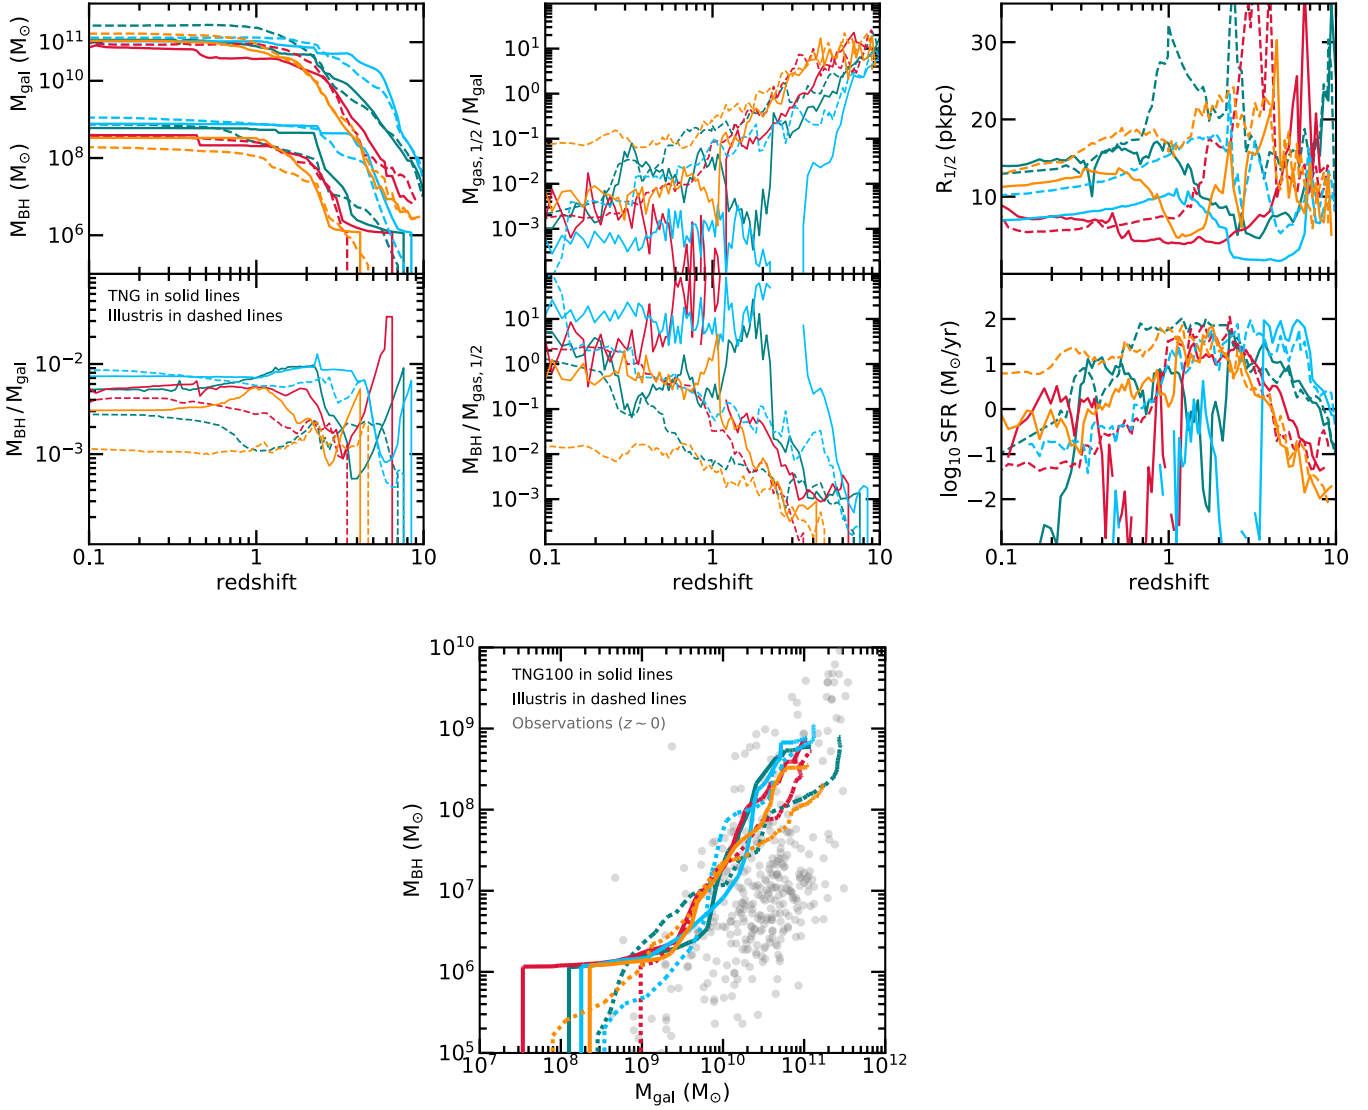 M_gal (M_⊙)
10^11
10^10
M_BH (M_⊙)
10^8
10^6
TNG in solid lines
Illustris in dashed lines
M_BH / M_gal
10^−2
10^−3
0.1 1 10
redshift
M_gas, 1/2 / M_gal
10^1
10^0
10^−1
10^−2
10^−3
M_BH / M_gas, 1/2
10^1
10^0
10^−1
10^−2
10^−3
0.1 1 10
redshift
R_1/2 (pkpc)
30
20
10
log_10 SFR (M_⊙/yr)
2
1
0
−1
−2
0.1 1 10
redshift
TNG100 in solid lines
Illustris in dashed lines
Observations (z ~ 0)
M_BH (M_⊙)
10^10
10^9
10^8
10^7
10^6
10^5
10^7 10^8 10^9 10^10 10^11 10^12
M_gal (M_⊙)